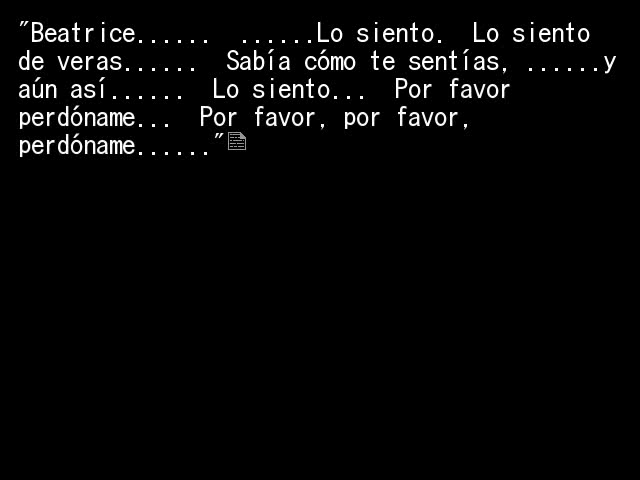 "Beatrice......  ......Lo siento.  Lo siento
de veras......  Sabía cómo te sentías, ......y
aún así......  Lo siento...  Por favor
perdóname...  Por favor, por favor,
perdóname......"